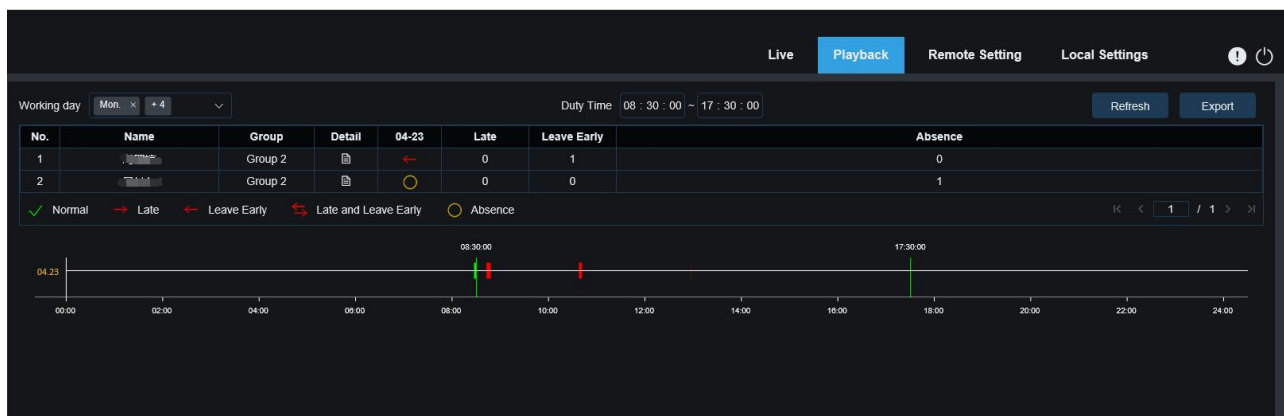 Live Playback Remote Setting Local Settings
Working day Mon. × + 4 Duty Time 08 : 30 : 00 ~ 17 : 30 : 00 Refresh Export
No. Name Group Detail 04-23 Late Leave Early Absence
1 Group 2 0 1 0
2 Group 2 0 0 1
Normal Late Leave Early Late and Leave Early Absence 1 / 1
08:30:00 17:30:00
04.23
00:00 02:00 04:00 06:00 08:00 10:00 12:00 14:00 16:00 18:00 20:00 22:00 24:00